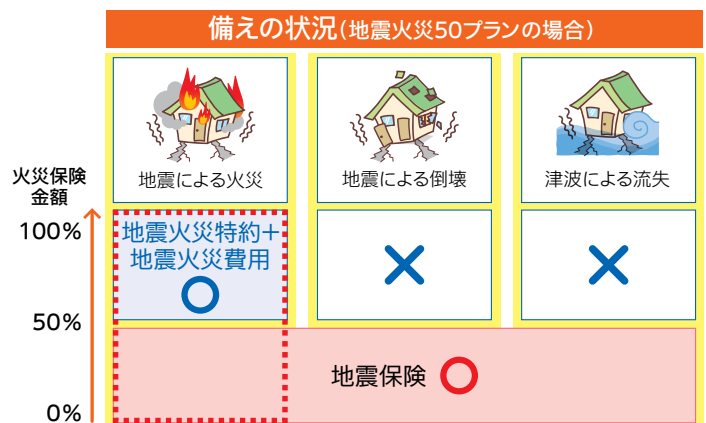 備えの状況(地震火災50プランの場合)
地震による火災
地震による倒壊
津波による流失
火災保険
金額
100%
地震火災特約+
地震火災費用
50%
地震保険
0%